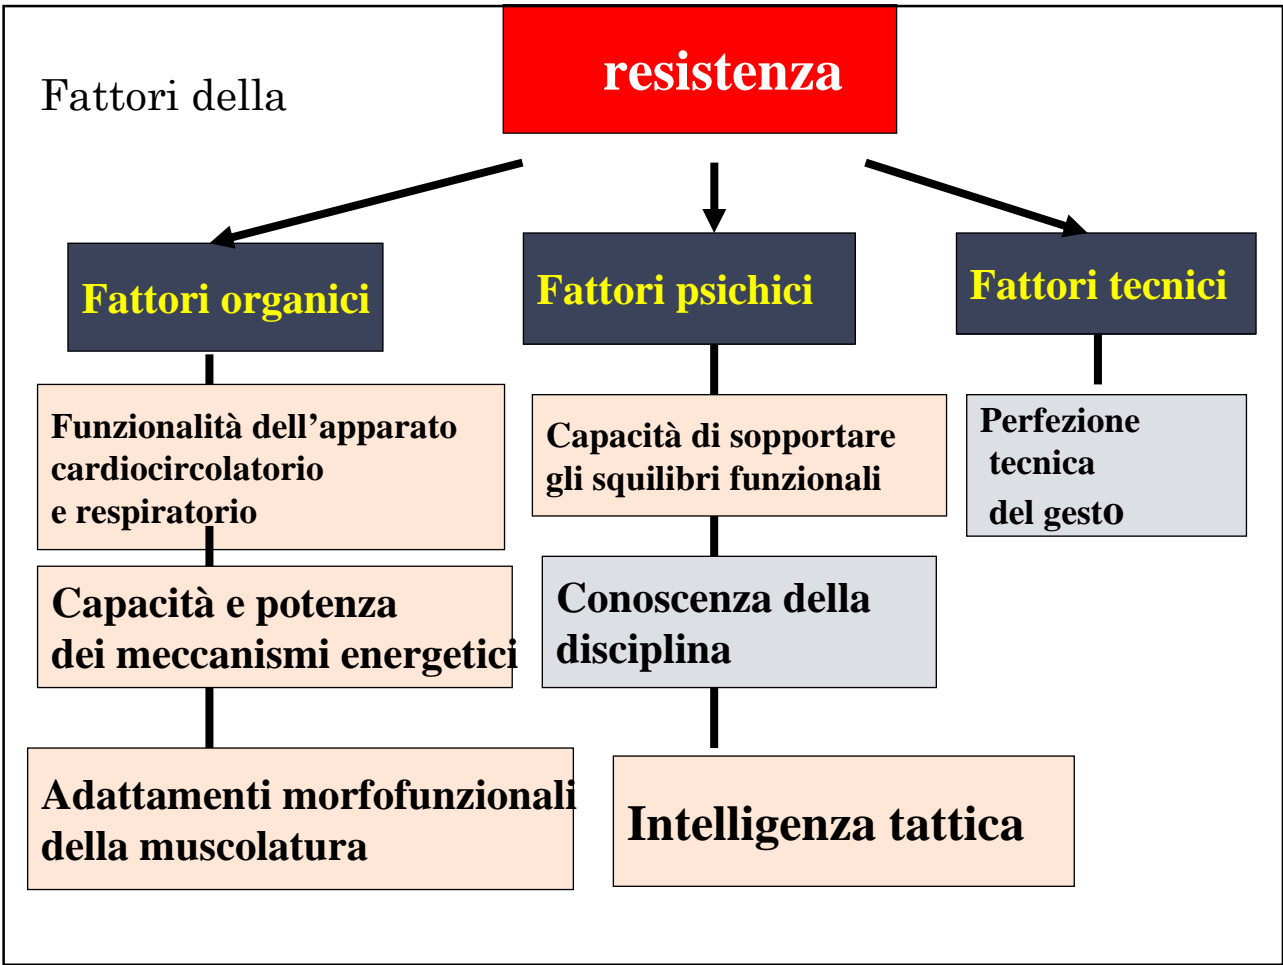 Fattori della
resistenza
Fattori organici
Fattori psichici
Fattori tecnici
Funzionalità dell’apparato
cardiocircolatorio
e respiratorio
Capacità e potenza
dei meccanismi energetici
Adattamenti morfofunzionali
della muscolatura
Capacità di sopportare
gli squilibri funzionali
Conoscenza della
disciplina
Intelligenza tattica
Perfezione
tecnica
del gesto